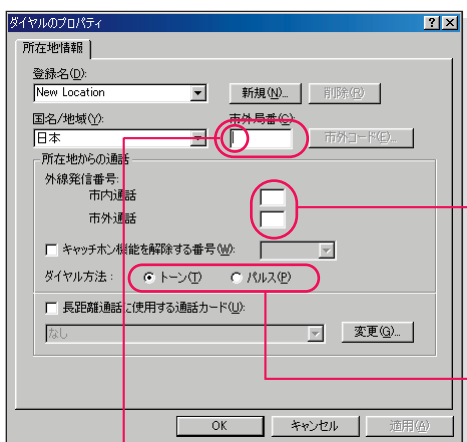 ダイヤルのプロパティ
所在地情報
登録名(D):
New Location 新規(N)... 削除(R)
国名/地域(Y): 市外局番(C):
日本 市外コード(E)...
所在地からの通話
外線発信番号:
市内通話
市外通話
キャッチホン機能を解除する番号(W):
ダイヤル方法: トーン(T) パルス(P)
長距離通話に使用する通話カード(U):
なし 変更(G)...
OK キャンセル 適用(A)